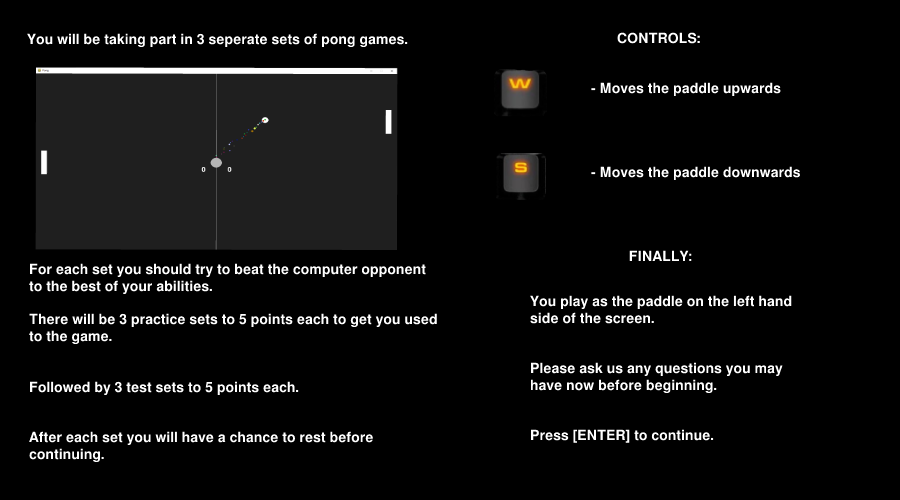 You will be taking part in 3 seperate sets of pong games.
0 0
For each set you should try to beat the computer opponent
to the best of your abilities.
There will be 3 practice sets to 5 points each to get you used
to the game.
Followed by 3 test sets to 5 points each.
After each set you will have a chance to rest before
continuing.
CONTROLS:
W
- Moves the paddle upwards
S
- Moves the paddle downwards
FINALLY:
You play as the paddle on the left hand
side of the screen.
Please ask us any questions you may
have now before beginning.
Press [ENTER] to continue.